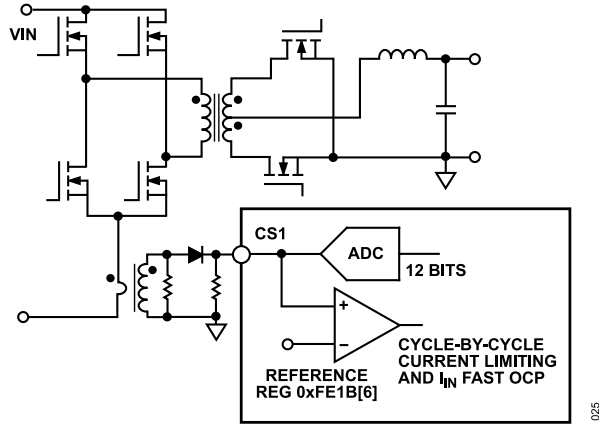 VIN
CS1
ADC
12 BITS
+
−
REFERENCE
REG 0xFE1B[6]
CYCLE-BY-CYCLE
CURRENT LIMITING
AND IIN FAST OCP
025